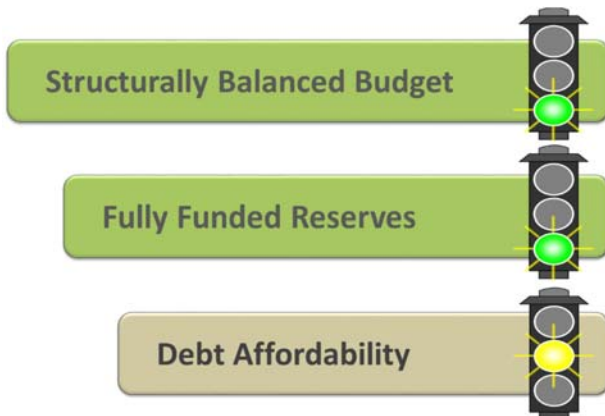 Structurally Balanced Budget
Fully Funded Reserves
Debt Affordability